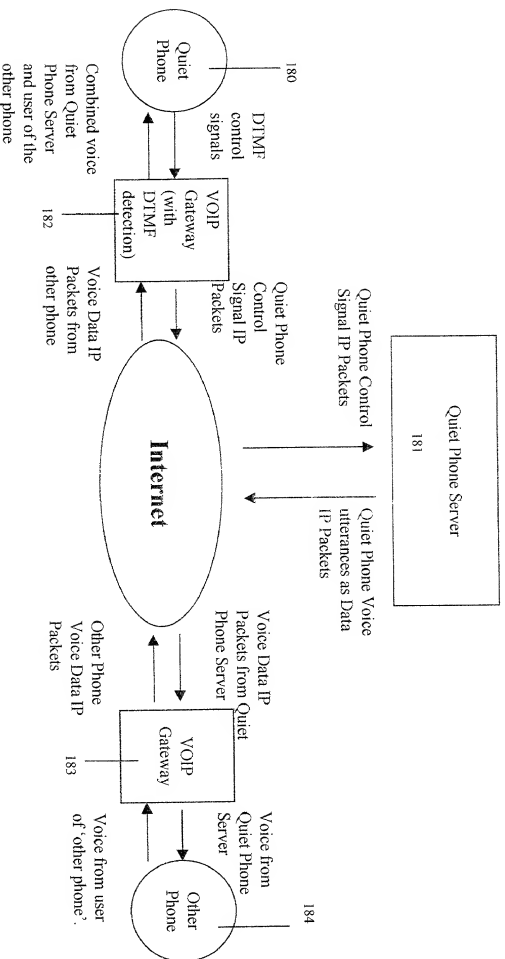 Quiet Phone Server
181
Quiet Phone Control
Signal IP Packets
Quiet Phone Voice
utterances as Data
IP Packets
180
Quiet
Phone
DTMF
control
signals
Combined voice
from Quiet
Phone Server
and user of the
other phone
VOIP
Gateway
(with
DTMF
detection)
182
Quiet Phone
Control
Signal IP
Packets
Voice Data IP
Packets from
other phone
Internet
Voice Data IP
Packets from Quiet
Phone Server
Other Phone
Voice Data IP
Packets
VOIP
Gateway
183
Voice from
Quiet Phone
Server
Voice from user
of 'other phone'.
Other
Phone
184